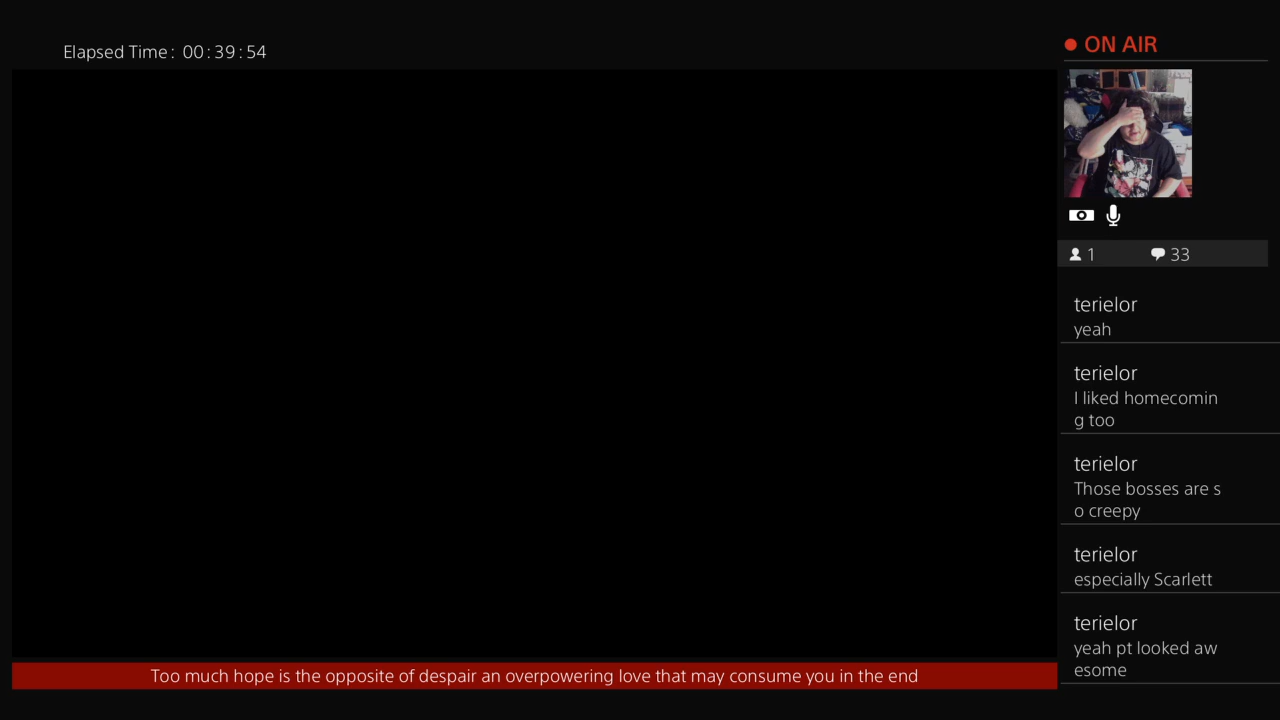 Elapsed Time: 00:39:54
ON AIR
1
33
terielor
yeah
terielor
I liked homecomin
g too
terielor
Those bosses are s
o creepy
terielor
especially Scarlett
terielor
yeah pt looked aw
esome
Too much hope is the opposite of despair an overpowering love that may consume you in the end